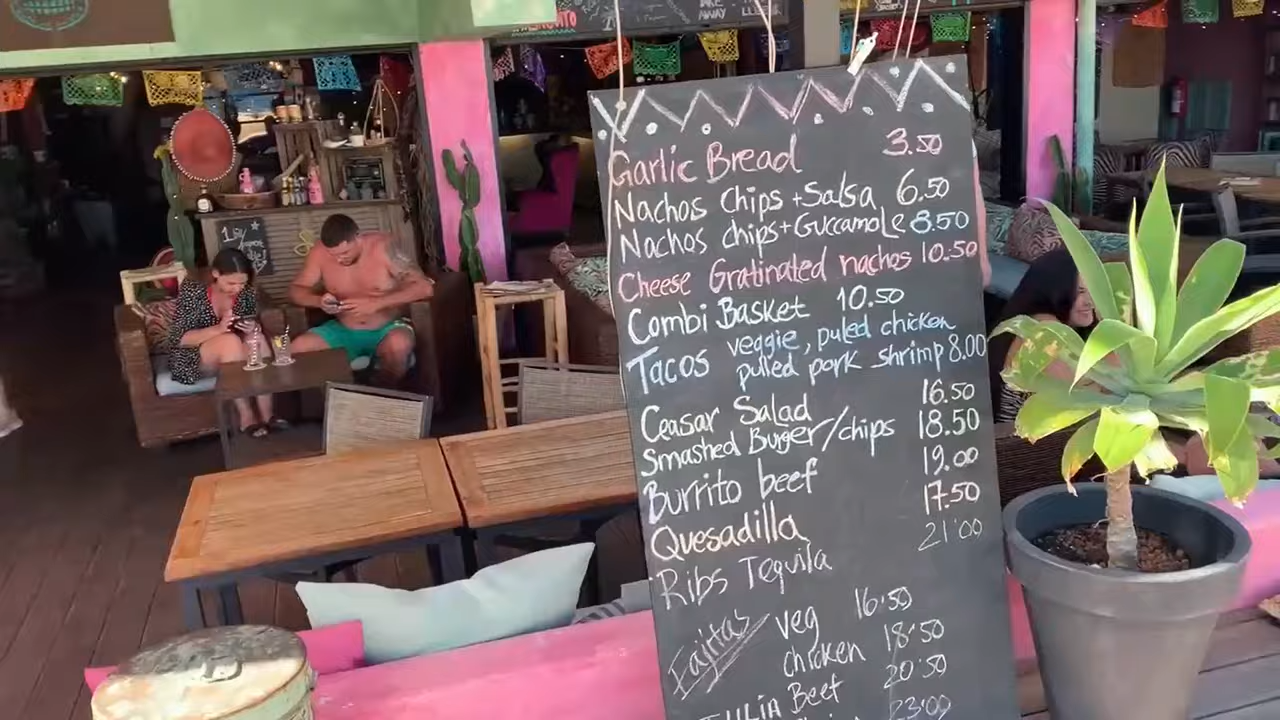 TAKE AWAY
Garlic Bread 3.50
Nachos Chips + Salsa 6.50
Nachos chips + Guccamole 8.50
Cheese Gratinated nachos 10.50
Combi Basket 10.50
Tacos veggie, puled chicken
pulled pork shrimp 8.00
Ceasar Salad 16.50
Smashed Burger/chips 18.50
Burrito beef 19.00
Quesadilla 17.50
Ribs Tequila 21'00
Fajitas veg 16'50
chicken 18'50
Beef 20'50
23'00